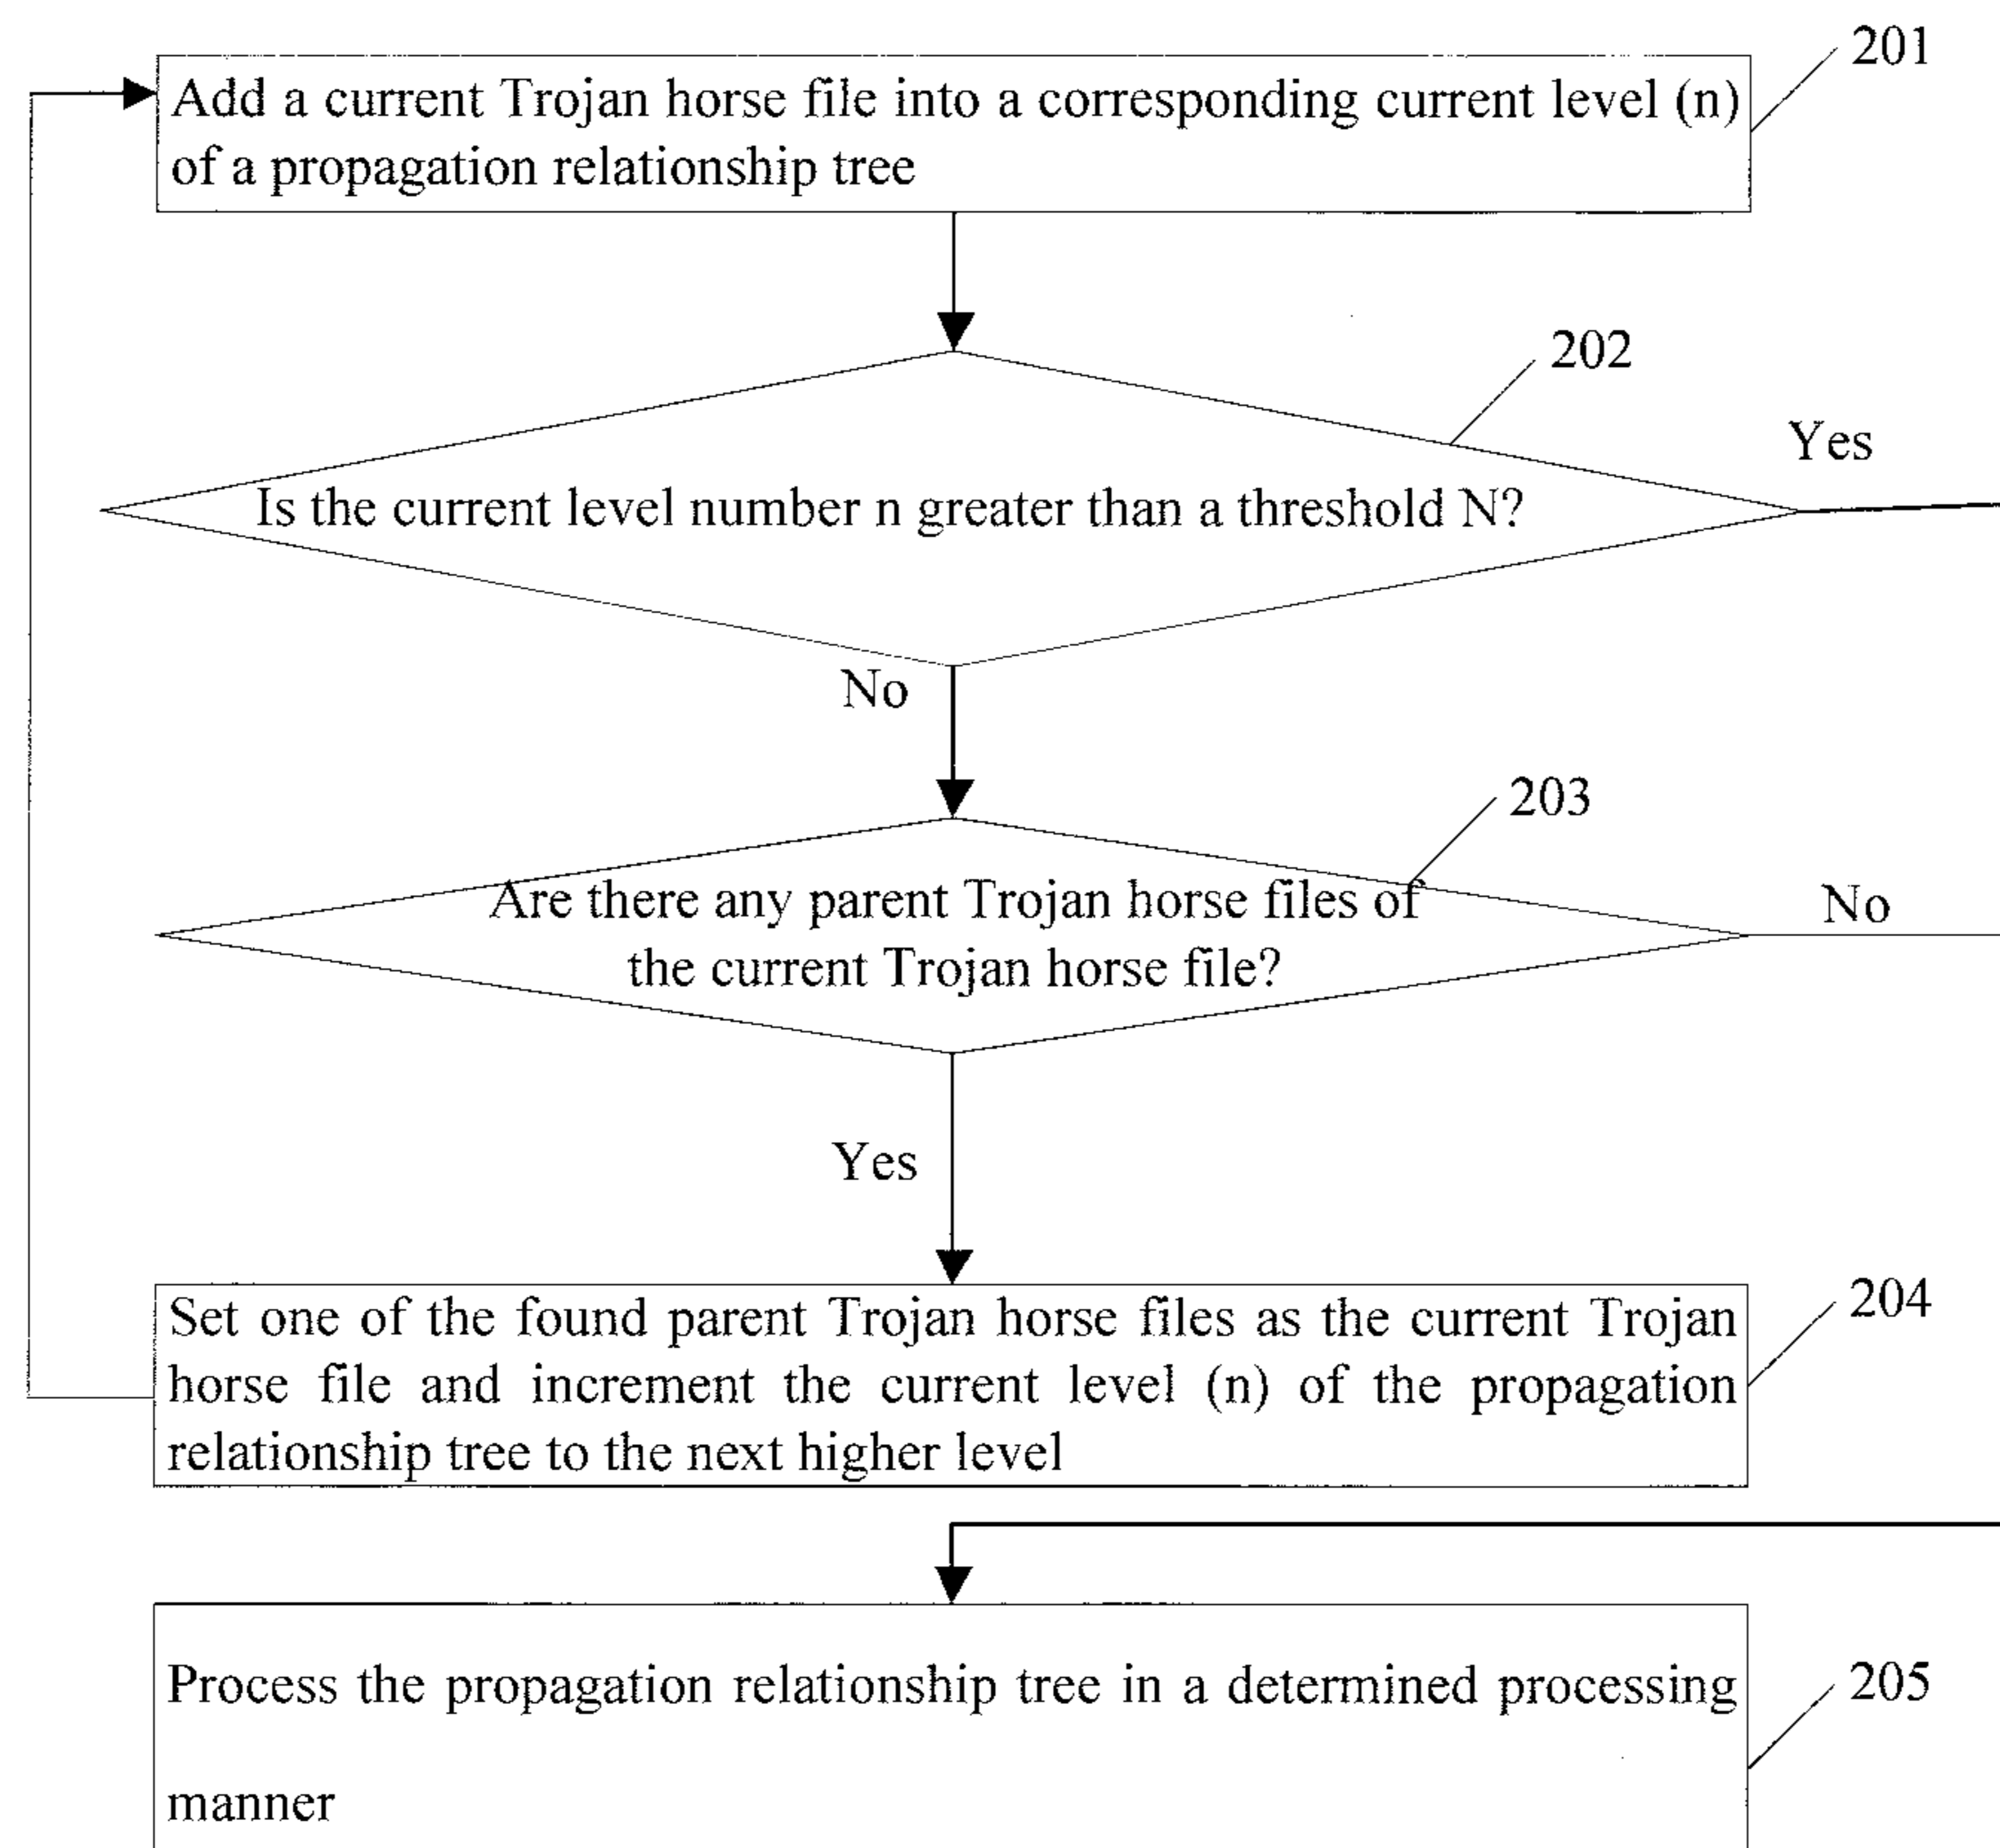 201
Add a current Trojan horse file into a corresponding current level (n)
of a propagation relationship tree
202
Yes
Is the current level number n greater than a threshold N?
No
203
Are there any parent Trojan horse files of
the current Trojan horse file?
No
Yes
204
Set one of the found parent Trojan horse files as the current Trojan
horse file and increment the current level (n) of the propagation
relationship tree to the next higher level
205
Process the propagation relationship tree in a determined processing
manner